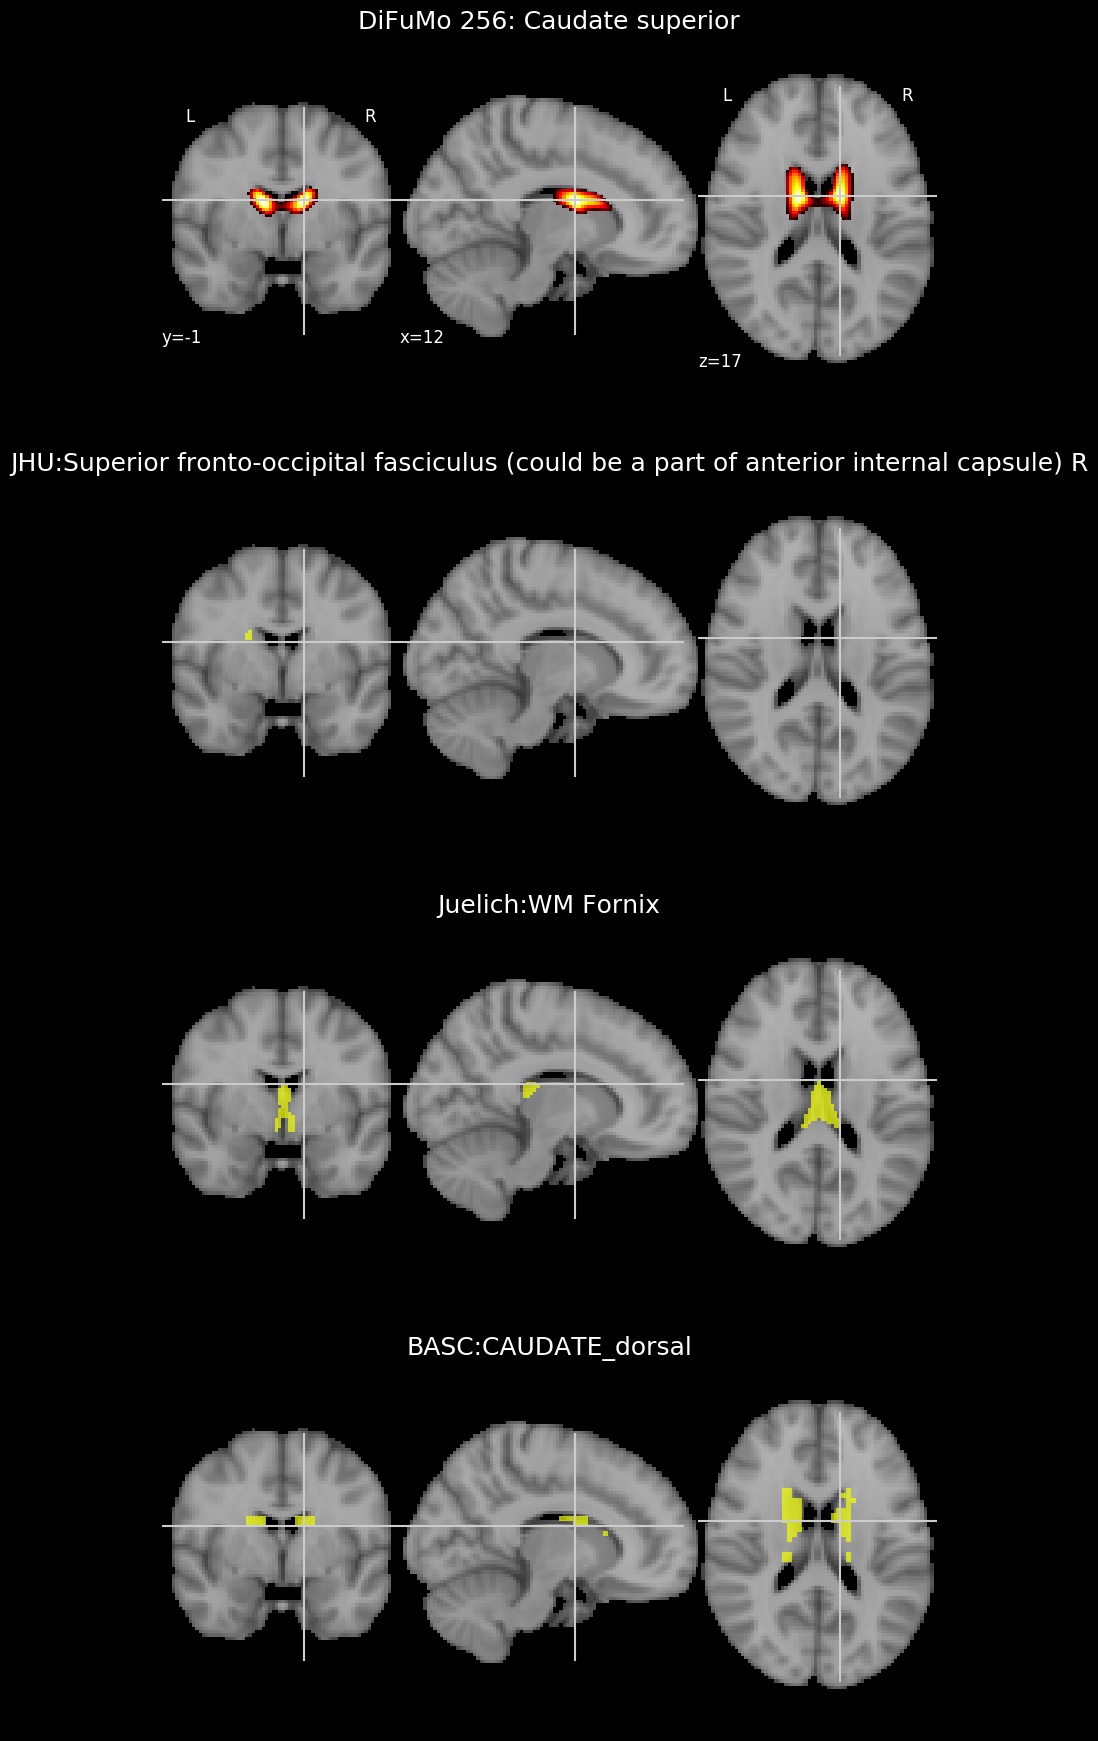 DiFuMo 256: Caudate superior
L R
L R
y=-1
x=12
z=17
JHU:Superior fronto-occipital fasciculus (could be a part of anterior internal capsule) R
Juelich:WM Fornix
BASC:CAUDATE_dorsal